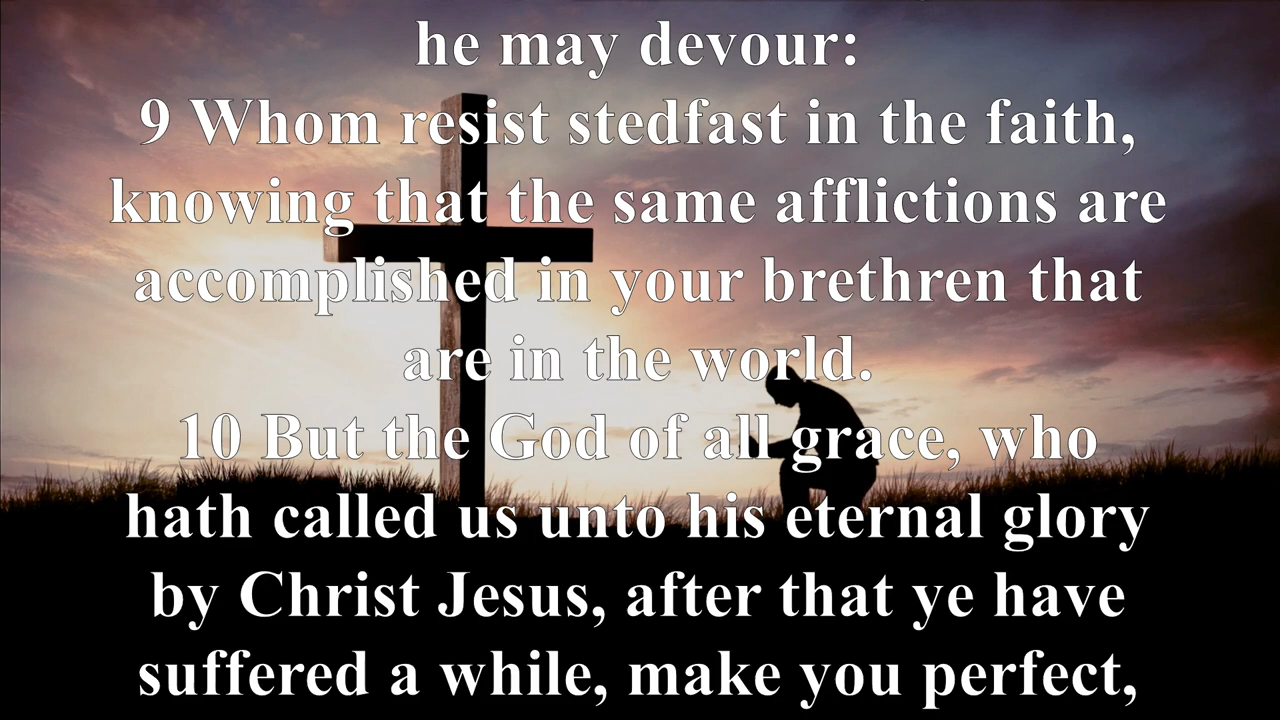 he may devour:
9 Whom resist stedfast in the faith,
knowing that the same afflictions are
accomplished in your brethren that
are in the world.
10 But the God of all grace, who
hath called us unto his eternal glory
by Christ Jesus, after that ye have
suffered a while, make you perfect,